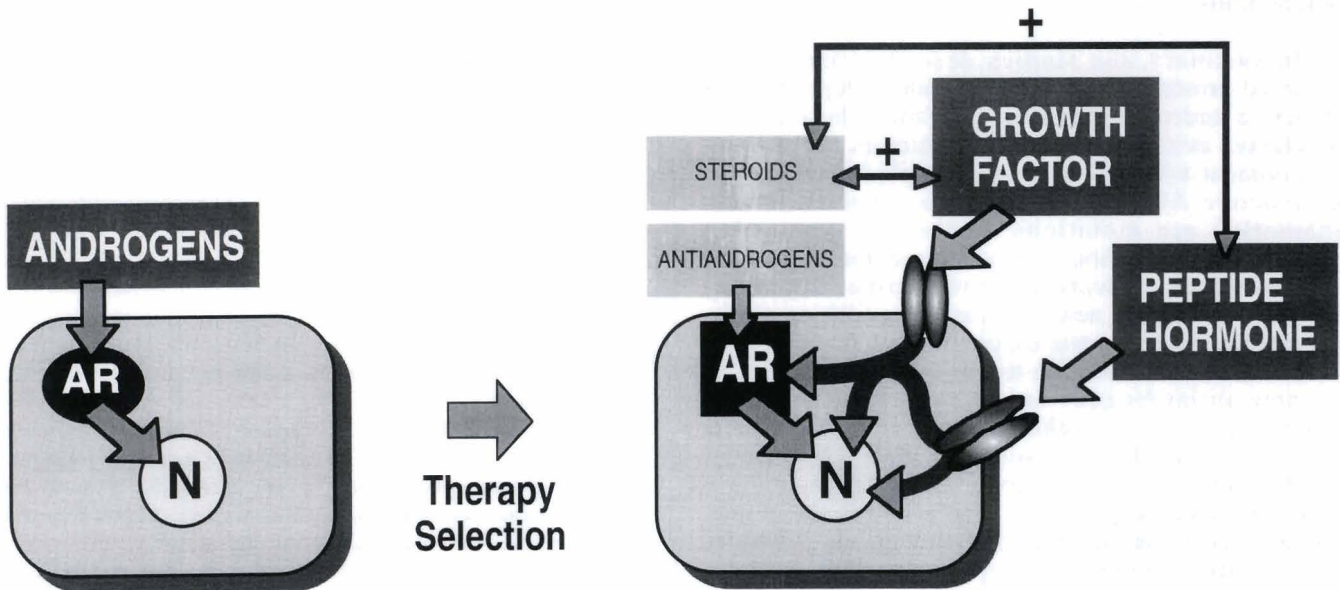 ANDROGENS
AR
N
Therapy
Selection
+
STEROIDS
+
GROWTH
FACTOR
ANTIANDROGENS
PEPTIDE
HORMONE
AR
N